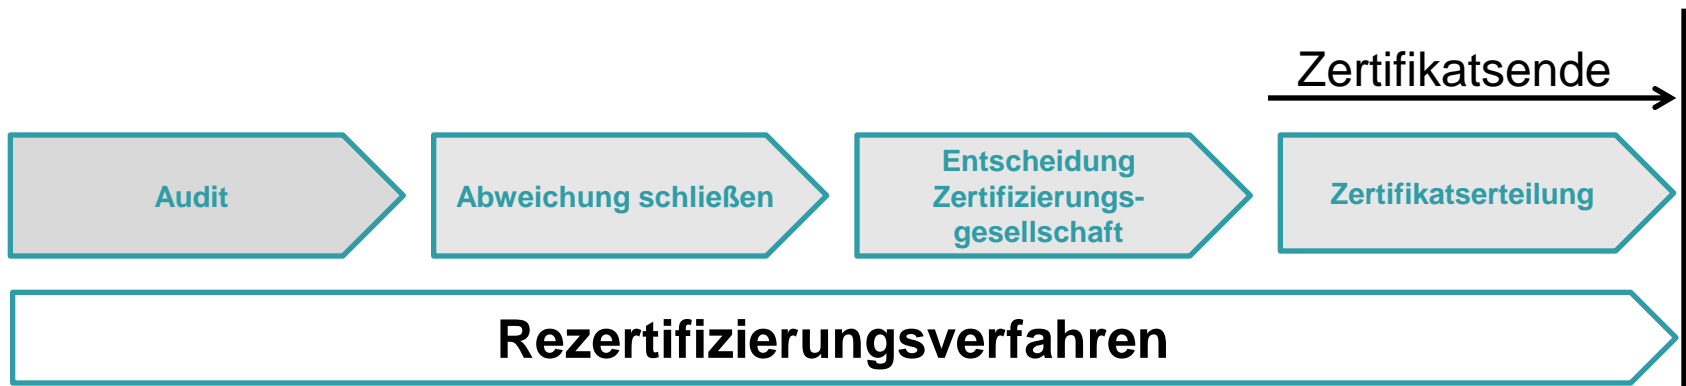 Zertifikatsende
Audit
Abweichung schließen
Entscheidung
Zertifizierungs-
gesellschaft
Zertifikatserteilung
Rezertifizierungsverfahren